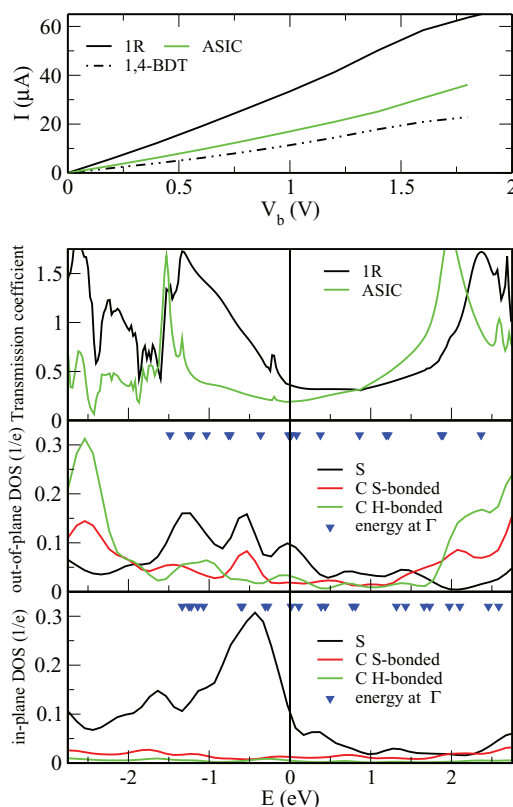 60
40
20
0
I (μA)
1R
ASIC
1,4-BDT
0
0.5
1
1.5
2
V_b (V)
1.5
1
0.5
Transmission coefficient
1R
ASIC
0.3
0.2
0.1
0
out-of-plane DOS (1/e)
S
C S-bonded
C H-bonded
energy at Γ
0.3
0.2
0.1
0
in-plane DOS (1/e)
S
C S-bonded
C H-bonded
energy at Γ
-2
-1
0
1
2
E (eV)